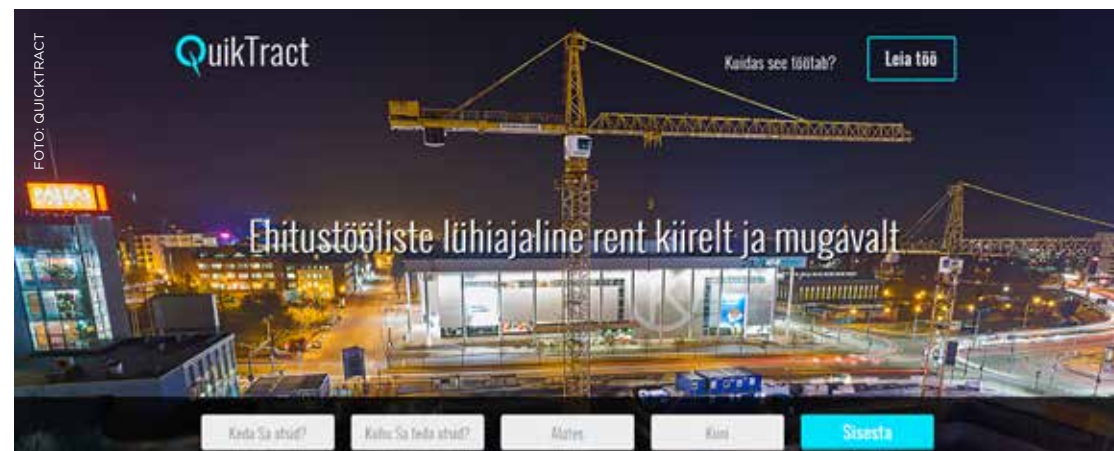 FOTO: QUICKTRACT
QuikTract
Kuidas see töötab?
Leia töö
Ehitustööliste lühiajaline rent kiirelt ja mugavalt
Keda Sa otsid?
Kuhu Sa teda otsid?
Alates
Kuni
Sisesta